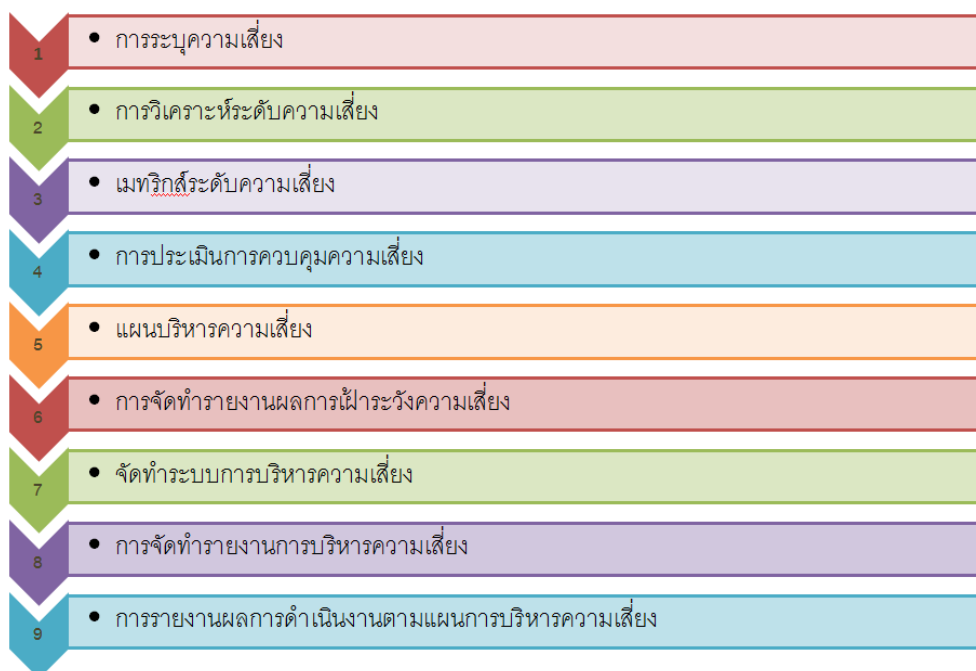 1 • การระบุความเสี่ยง
2 • การวิเคราะห์ระดับความเสี่ยง
3 • เมทริกส์ระดับความเสี่ยง
4 • การประเมินการควบคุมความเสี่ยง
5 • แผนบริหารความเสี่ยง
6 • การจัดทำรายงานผลการเฝ้าระวังความเสี่ยง
7 • จัดทำระบบการบริหารความเสี่ยง
8 • การจัดทำรายงานการบริหารความเสี่ยง
9 • การรายงานผลการดำเนินงานตามแผนการบริหารความเสี่ยง